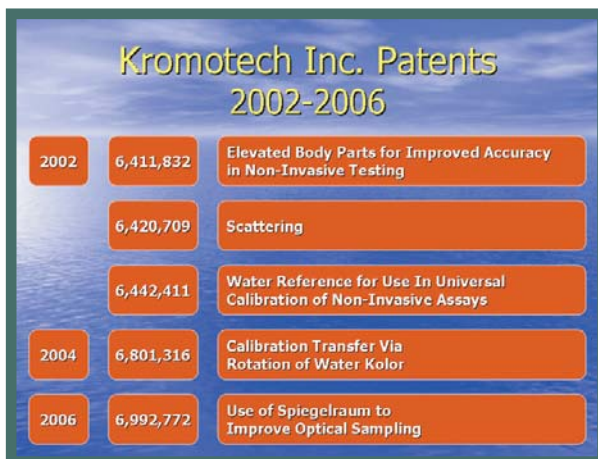 Kromotech Inc. Patents
2002-2006
2002 6,411,832 Elevated Body Parts for Improved Accuracy
in Non-Invasive Testing
6,420,709 Scattering
6,442,411 Water Reference for Use In Universal
Calibration of Non-Invasive Assays
2004 6,801,316 Calibration Transfer Via
Rotation of Water Kolor
2006 6,992,772 Use of Spiegelraum to
Improve Optical Sampling